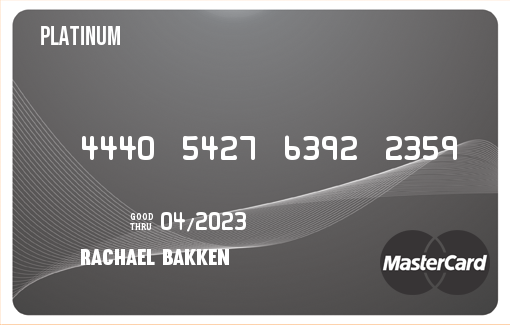 PLATINUM
4440 5427 6392 2359
GOOD THRU 04/2023
RACHAEL BAKKEN
MasterCard